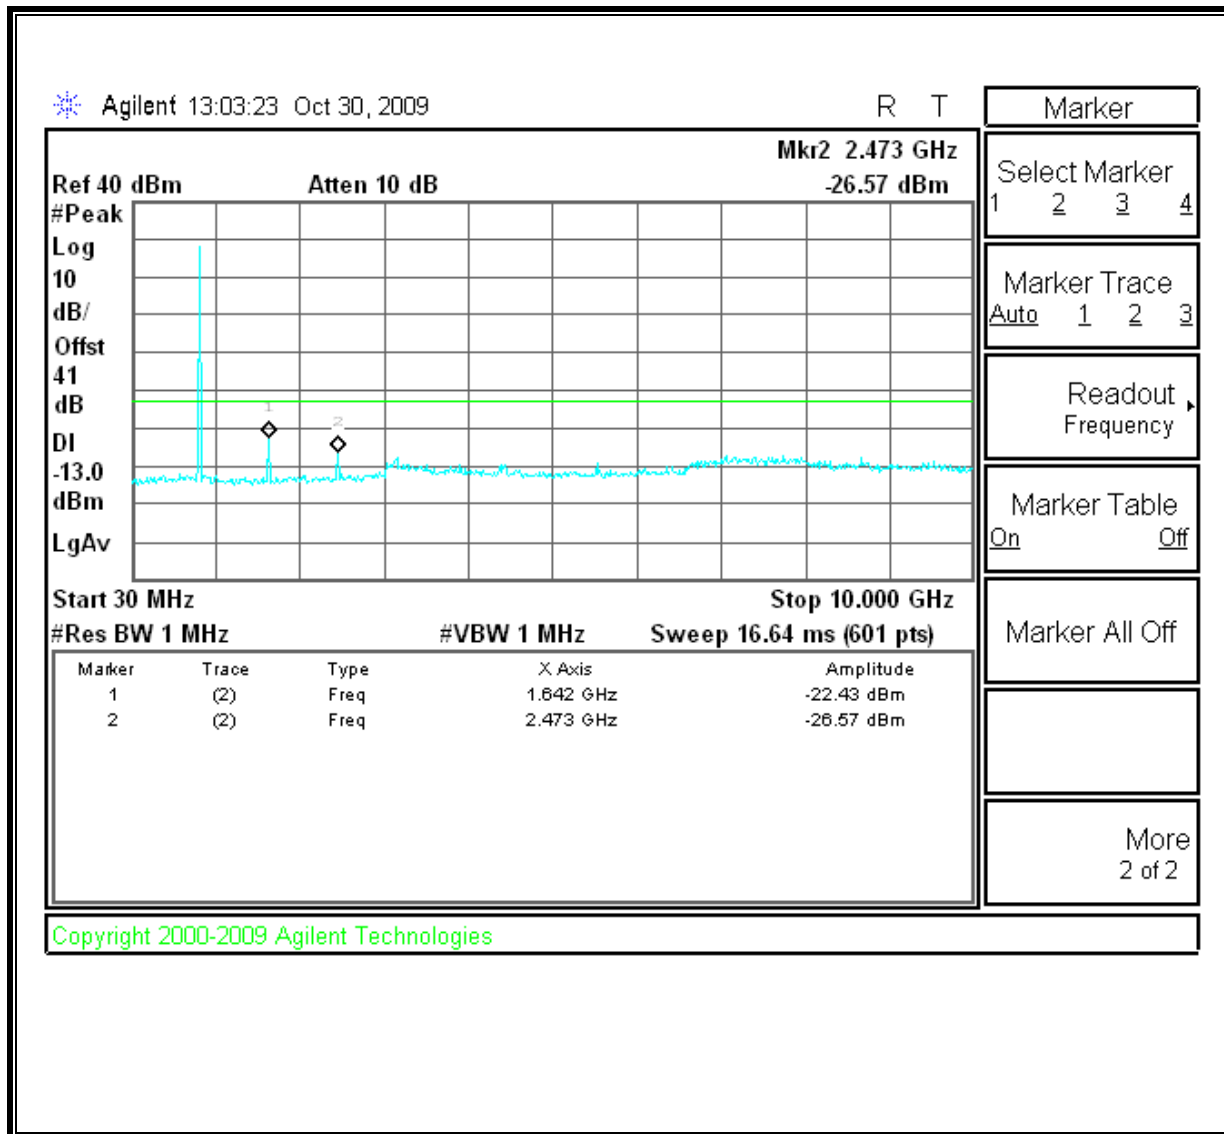 Agilent 13:03:23 Oct 30, 2009 R T
Mkr2 2.473 GHz
Ref 40 dBm Atten 10 dB -26.57 dBm
#Peak
Log
10
dB/
Offst
41
dB
DI
-13.0
dBm
LgAv
1
2
Start 30 MHz Stop 10.000 GHz
#Res BW 1 MHz #VBW 1 MHz Sweep 16.64 ms (601 pts)
Marker Trace Type X Axis Amplitude
1 (2) Freq 1.642 GHz -22.43 dBm
2 (2) Freq 2.473 GHz -26.57 dBm
Marker
Select Marker
1 2 3 4
Marker Trace
Auto 1 2 3
Readout
Frequency
Marker Table
On Off
Marker All Off
More
2 of 2
Copyright 2000-2009 Agilent Technologies